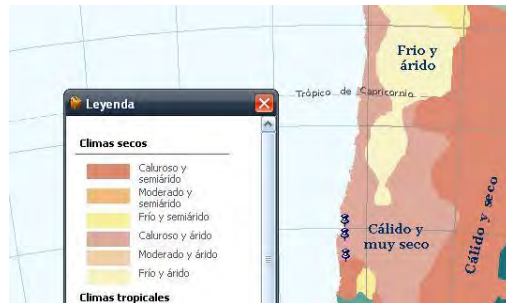 Frio y
árido
Trópico de Capricornio
Leyenda
Climas secos
Caluroso y
semiárido
Moderado y
semiárido
Frío y semiárido
Caluroso y árido
Moderado y árido
Frío y árido
Climas tropicales
Cálido y
muy seco
Cálido y seco